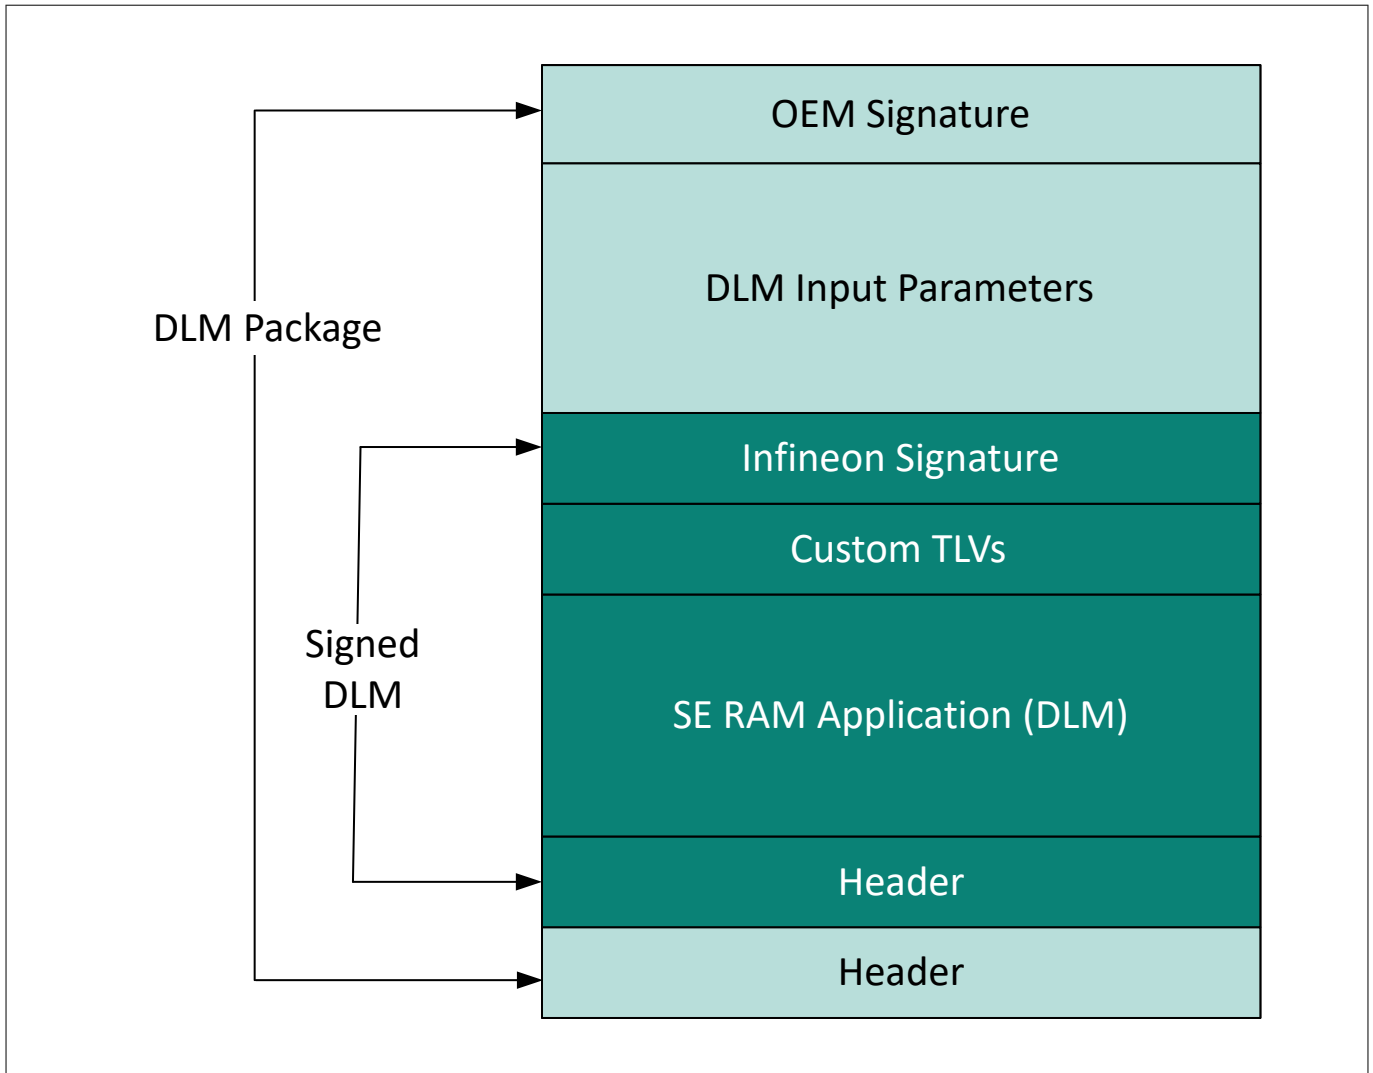 OEM Signature
DLM Input Parameters
DLM Package
Infineon Signature
Custom TLVs
Signed
DLM
SE RAM Application (DLM)
Header
Header